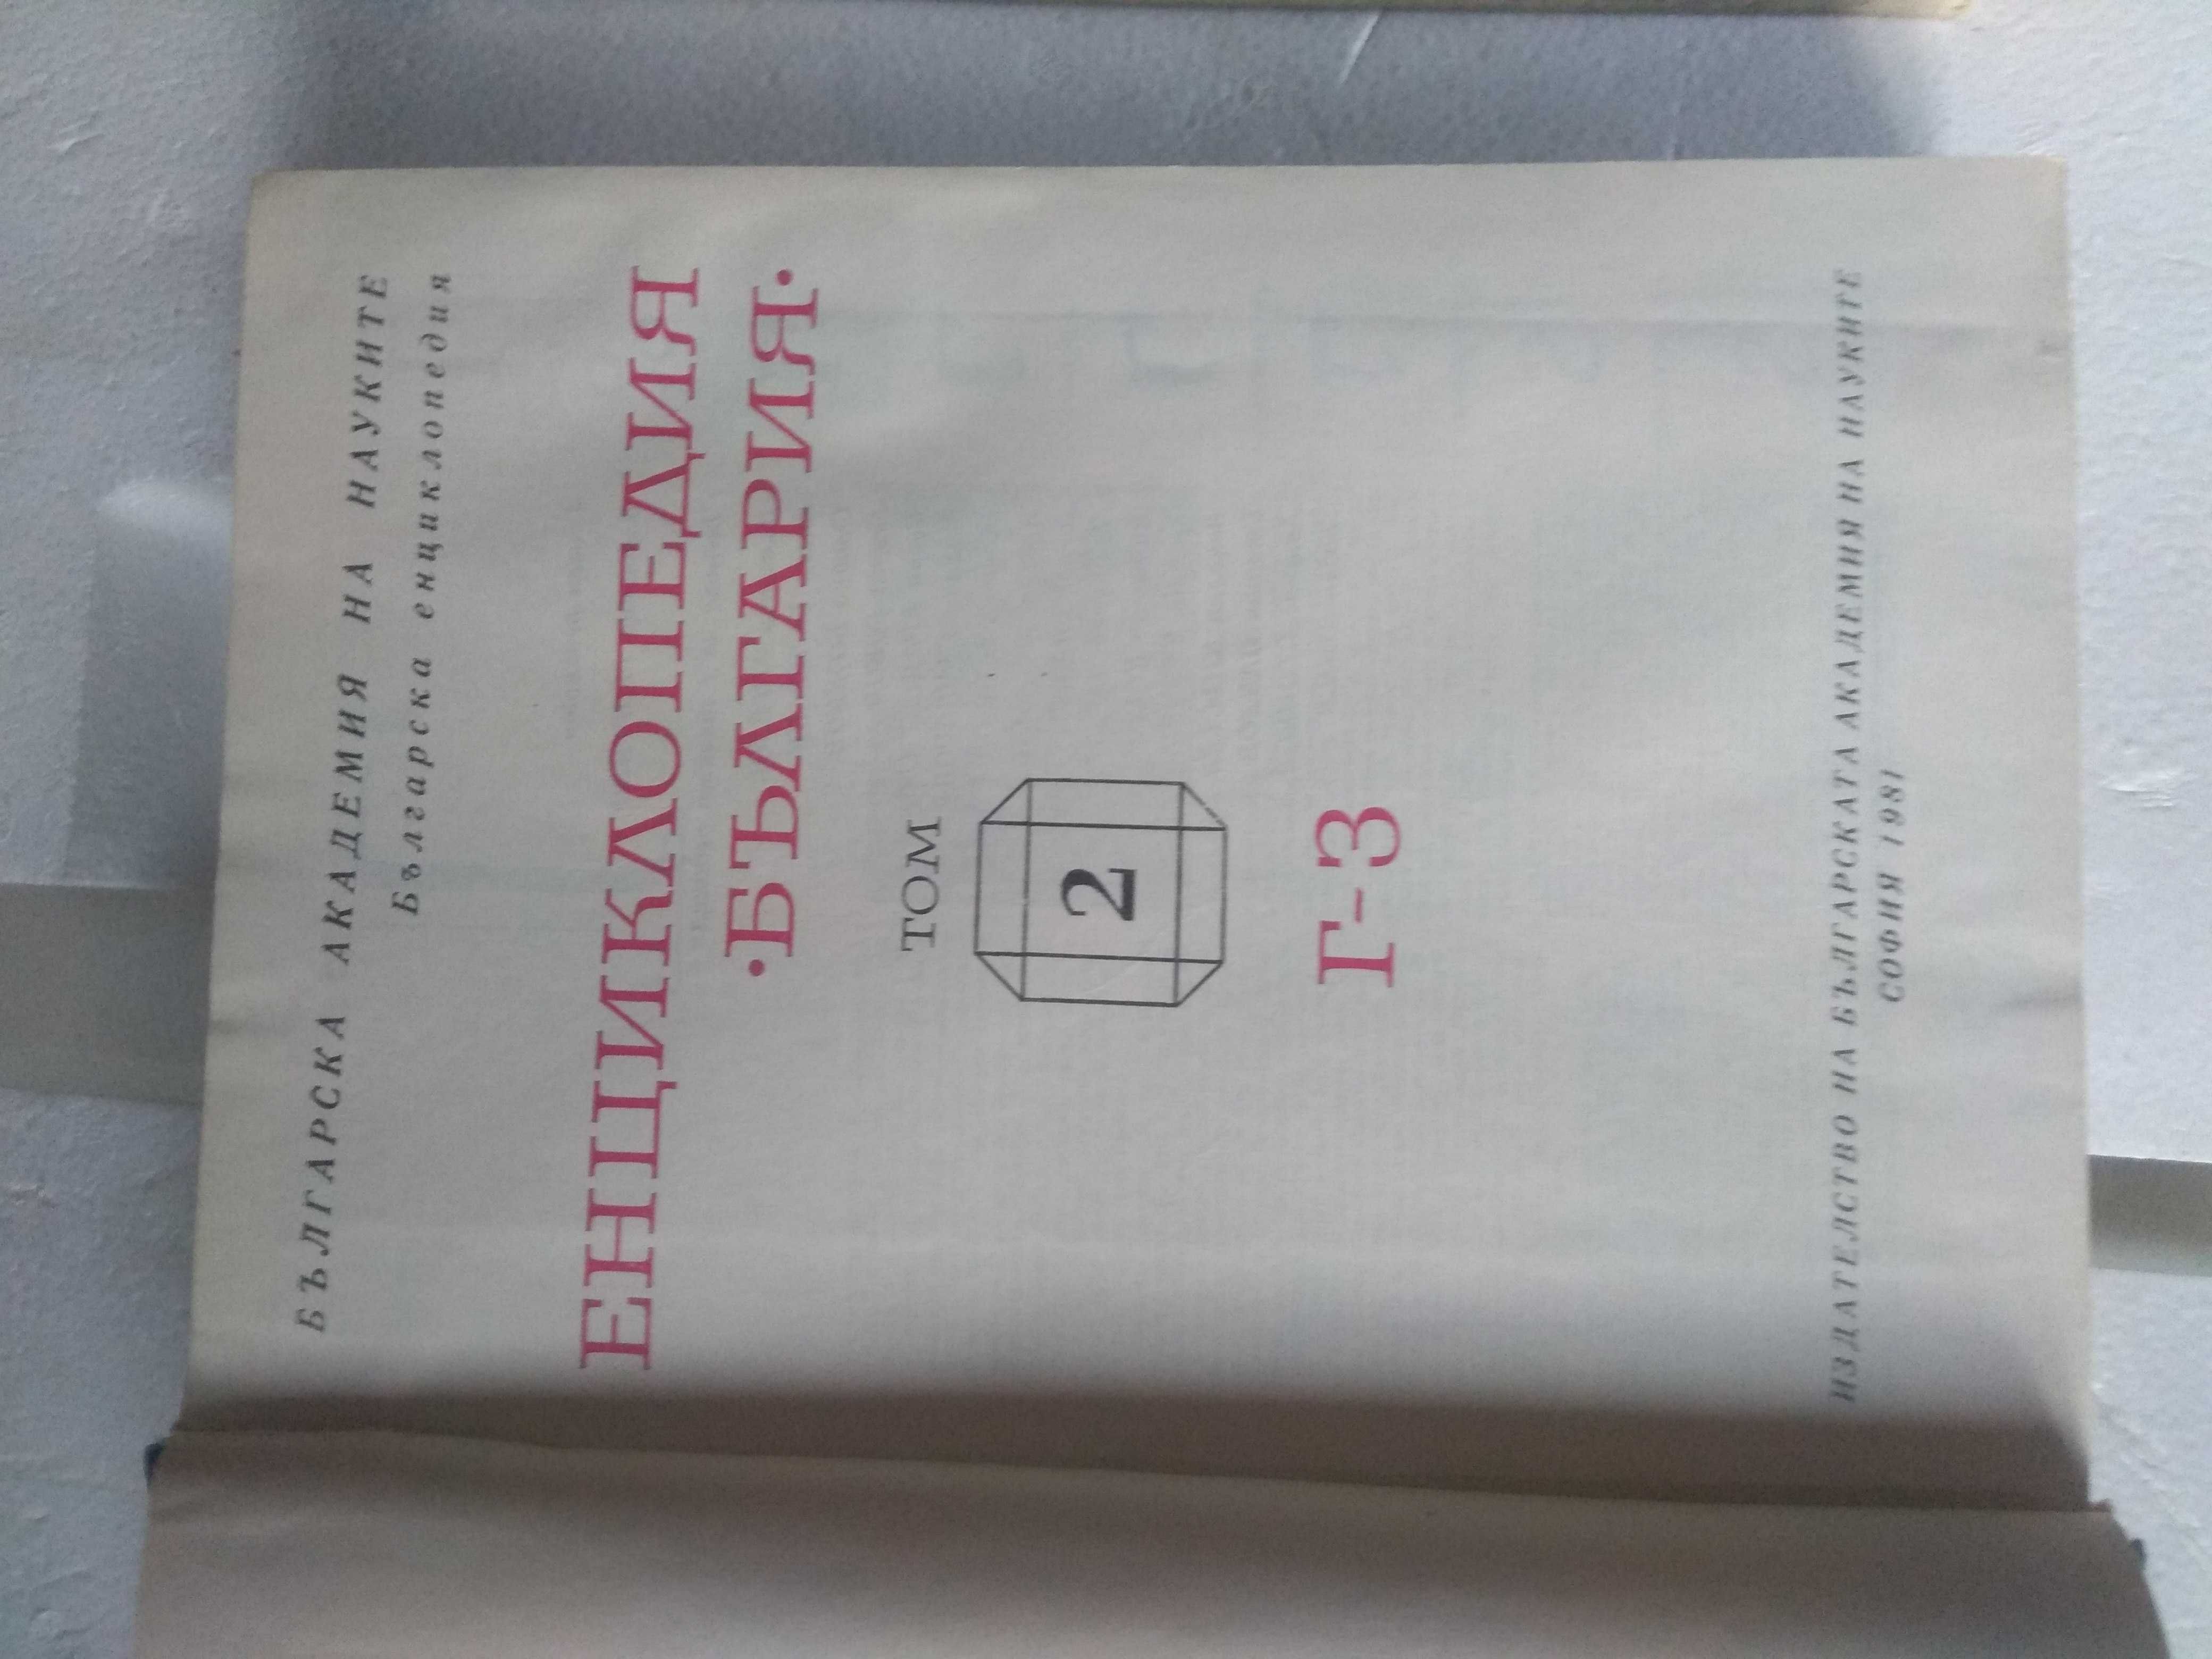 БЪЛГАРСКА АКАДЕМИЯ НА НАУКИТЕ
Българска енциклопедия
ЕНЦИКЛОПЕДИЯ
·БЪЛГАРИЯ·
ТОМ
2
Г-З
ИЗДАТЕЛСТВО НА БЪЛГАРСКАТА АКАДЕМИЯ НА НАУКИТЕ
СОФИЯ 1981